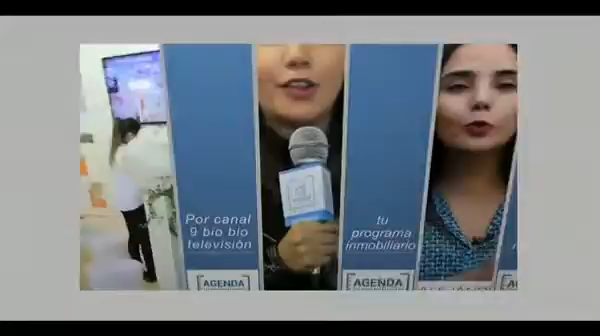 Por canal
9 bio bio
televisión
AGENDA
tu
programa
inmobiliario
AGENDA